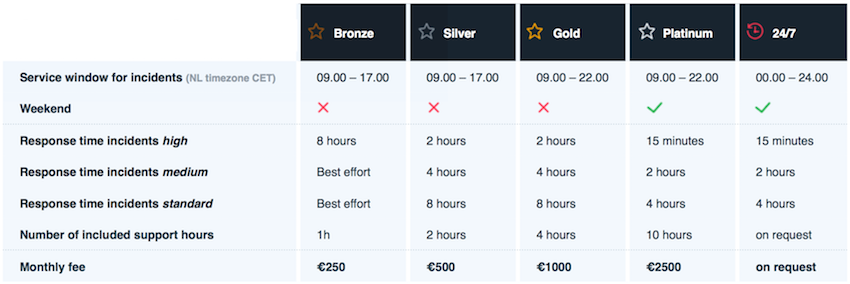 Bronze Silver Gold Platinum 24/7
Service window for incidents (NL timezone CET) 09.00 – 17.00 09.00 – 17.00 09.00 – 22.00 09.00 – 22.00 00.00 – 24.00
Weekend
Response time incidents high 8 hours 2 hours 2 hours 15 minutes 15 minutes
Response time incidents medium Best effort 4 hours 4 hours 2 hours 2 hours
Response time incidents standard Best effort 8 hours 8 hours 4 hours 4 hours
Number of included support hours 1h 2 hours 4 hours 10 hours on request
Monthly fee €250 €500 €1000 €2500 on request